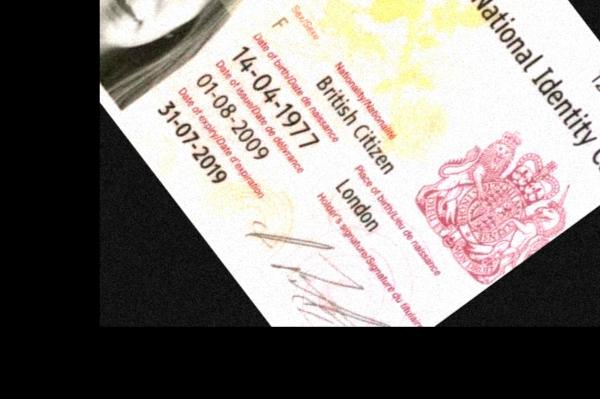 National Identity
Sex/Sexe
F
Nationality/Nationalité
British Citizen
Date of birth/Date de naissance
14-04-1977
Place of birth/Lieu de naissance
London
Date of issue/Date de délivrance
01-08-2009
Date of expiry/Date d'expiration
31-07-2019
Holder's signature/Signature du titulaire